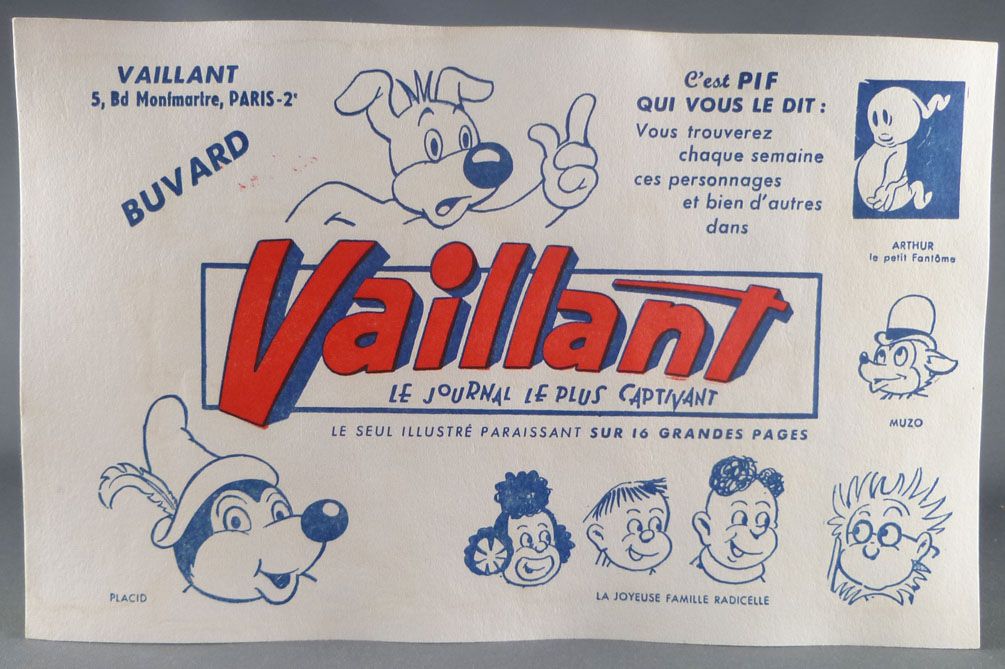 VAILLANT
5, Bd Montmartre, PARIS-2e
BUVARD
C'est PIF
QUI VOUS LE DIT :
Vous trouverez
chaque semaine
ces personnages
et bien d'autres
dans
ARTHUR
le petit Fantôme
Vaillant
LE JOURNAL LE PLUS CAPTIVANT
LE SEUL ILLUSTRÉ PARAISSANT SUR 16 GRANDES PAGES
MUZO
PLACID
LA JOYEUSE FAMILLE RADICELLE